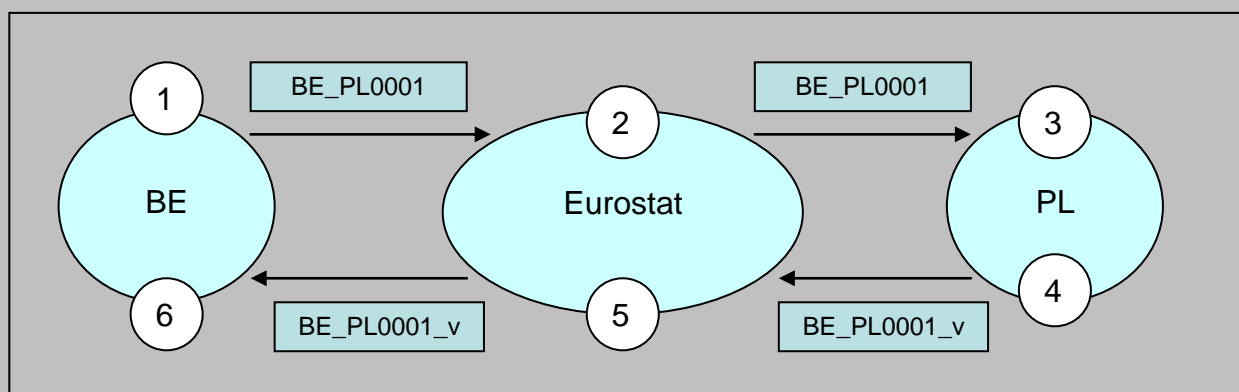 1
BE_PL0001
2
BE_PL0001
3
BE
Eurostat
PL
6
BE_PL0001_v
5
BE_PL0001_v
4